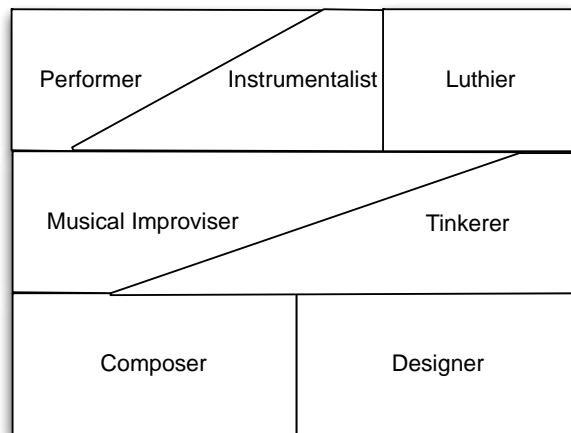 Performer Instrumentalist Luthier
Musical Improviser Tinkerer
Composer Designer